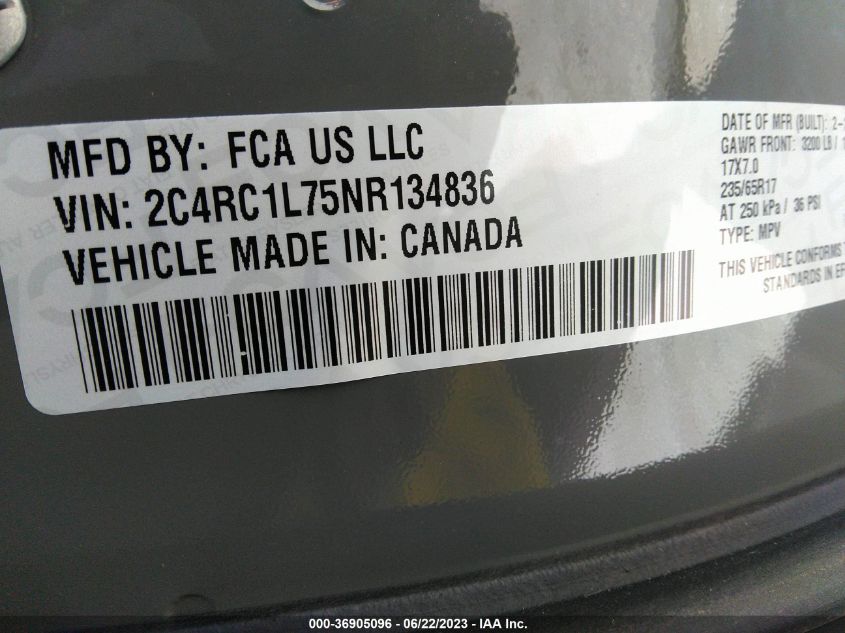 MFD BY: FCA US LLC
VIN: 2C4RC1L75NR134836
VEHICLE MADE IN: CANADA
DATE OF MFR (BUILT): 2-
GAWR FRONT: 3200 LB / 1
17X7.0
235/65R17
AT 250 kPa / 36 PSI
TYPE: MPV
THIS VEHICLE CONFORMS
STANDARDS IN EF
000-36905096 - 06/22/2023 - IAA Inc.